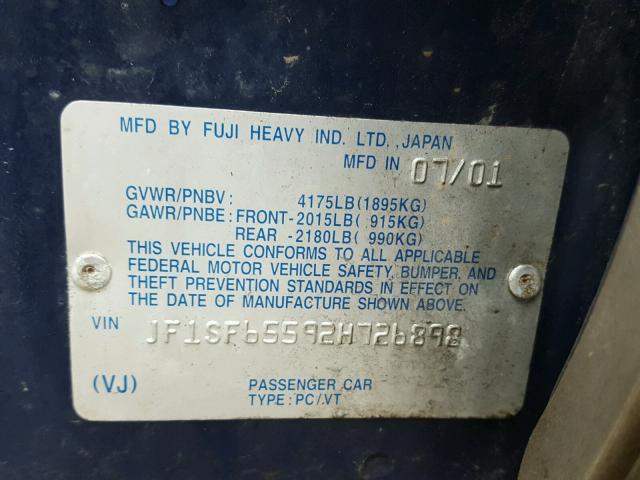 MFD BY FUJI HEAVY IND. LTD., JAPAN
MFD IN 07/01
GVWR/PNBV: 4175LB(1895KG)
GAWR/PNBE: FRONT-2015LB( 915KG)
REAR -2180LB( 990KG)
THIS VEHICLE CONFORMS TO ALL APPLICABLE
FEDERAL MOTOR VEHICLE SAFETY, BUMPER, AND
THEFT PREVENTION STANDARDS IN EFFECT ON
THE DATE OF MANUFACTURE SHOWN ABOVE.
VIN JF1SF65592H726898
(VJ) PASSENGER CAR
TYPE: PC/VT